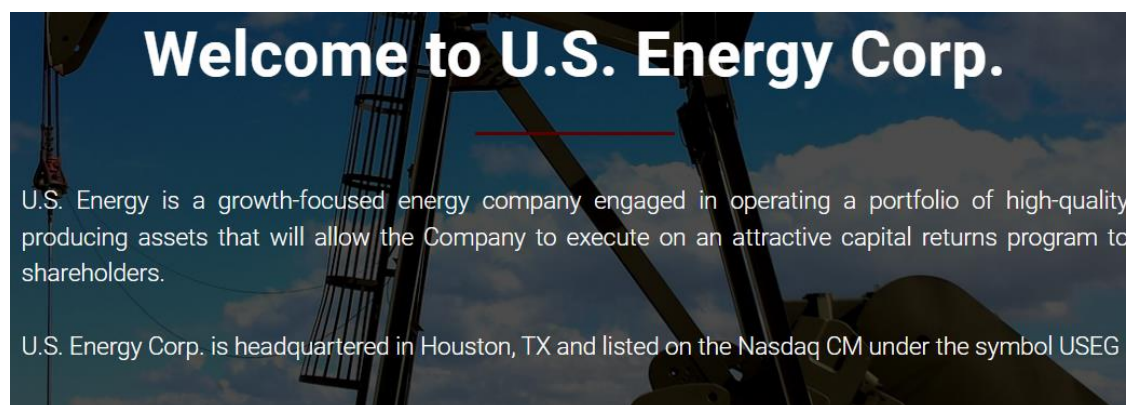 Welcome to U.S. Energy Corp.
U.S. Energy is a growth-focused energy company engaged in operating a portfolio of high-quality
producing assets that will allow the Company to execute on an attractive capital returns program to
shareholders.
U.S. Energy Corp. is headquartered in Houston, TX and listed on the Nasdaq CM under the symbol USEG